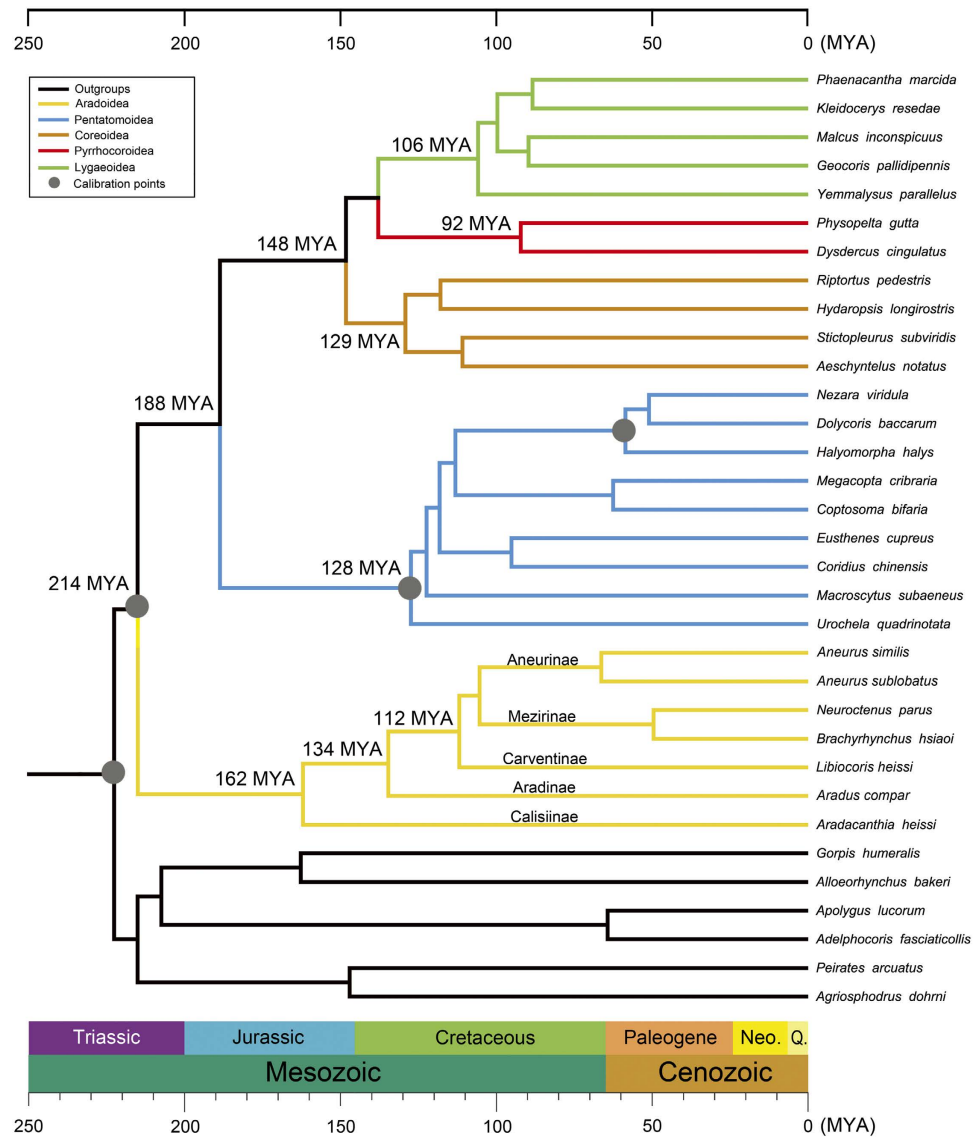 250 200 150 100 50 0 (MYA)
Outgroups
Aradoidea
Pentatomoidea
Coreoidea
Pyrrhocoroidea
Lygaeoidea
Calibration points
Phaenacantha marcida
Kleidocerys resedae
106 MYA
Malcus inconspicuus
Geocoris pallidipennis
Yemmalysus parallelus
92 MYA
Physopelta gutta
148 MYA
Dysdercus cingulatus
Riptortus pedestris
Hydaropsis longirostris
129 MYA
Stictopleurus subviridis
Aeschyntelus notatus
188 MYA
Nezara viridula
Dolycoris baccarum
Halyomorpha halys
Megacopta cribraria
Coptosoma bifaria
Eusthenes cupreus
128 MYA
Coridius chinensis
214 MYA
Macroscytus subaeneus
Urochela quadrinotata
Aneurinae
Aneurus similis
Aneurus sublobatus
112 MYA
Mezirinae
Neuroctenus parus
134 MYA
Brachyrhynchus hsiaoi
Carventinae
Libiocoris heissi
162 MYA
Aradinae
Aradus compar
Calisiinae
Aradacanthia heissi
Gorpis humeralis
Alloeorhynchus bakeri
Apolygus lucorum
Adelphocoris fasciaticollis
Peirates arcuatus
Agriosphodrus dohrni
Triassic Jurassic Cretaceous Paleogene Neo. Q.
Mesozoic Cenozoic
250 200 150 100 50 0 (MYA)